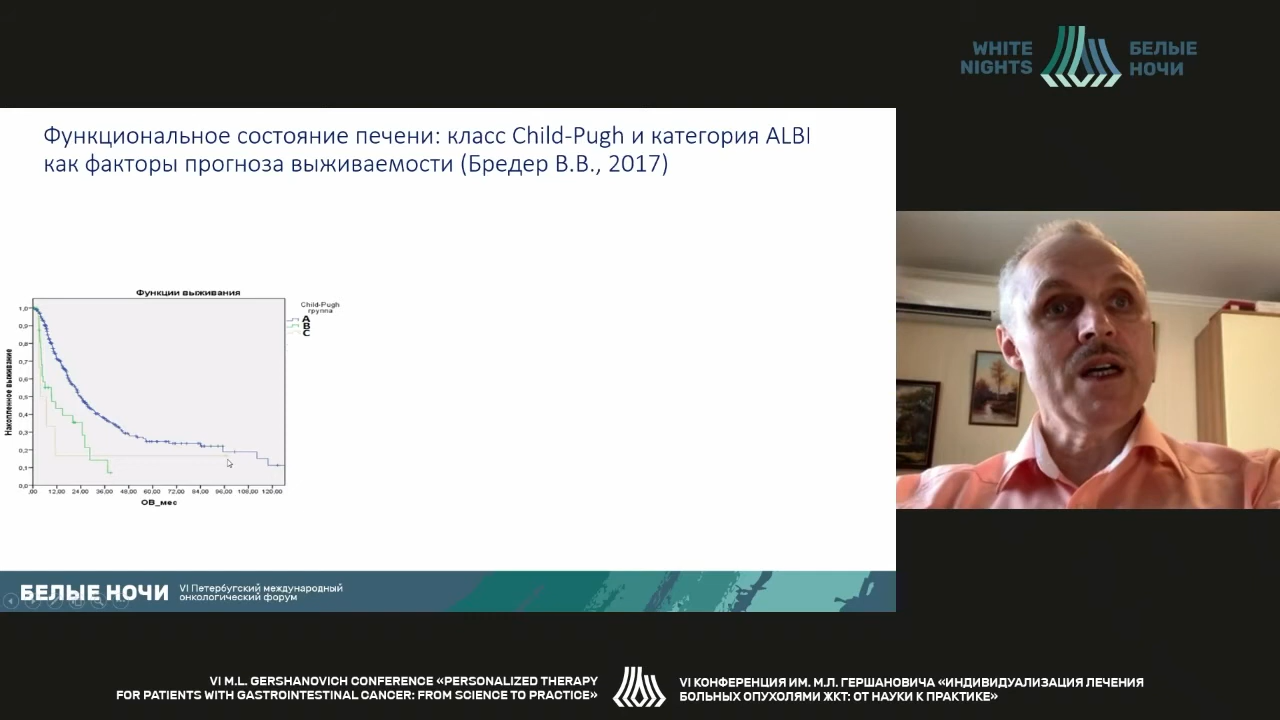 WHITE
NIGHTS
БЕЛЫЕ
НОЧИ
Функциональное состояние печени: класс Child-Pugh и категория ALBI
как факторы прогноза выживаемости (Бредер В.В., 2017)
Функции выживания
Child-Pugh
группа
A
B
C
Накопленное выживание
1,0
0,9
0,8
0,7
0,6
0,5
0,4
0,3
0,2
0,1
0,0
,00 12,00 24,00 36,00 48,00 60,00 72,00 84,00 96,00 108,00 120,00
ОВ_мес
БЕЛЫЕ НОЧИ
VI Петербугский международный
онкологический форум
VI M.L. GERSHANOVICH CONFERENCE «PERSONALIZED THERAPY
FOR PATIENTS WITH GASTROINTESTINAL CANCER: FROM SCIENCE TO PRACTICE»
VI КОНФЕРЕНЦИЯ ИМ. М.Л. ГЕРШАНОВИЧА «ИНДИВИДУАЛИЗАЦИЯ ЛЕЧЕНИЯ
БОЛЬНЫХ ОПУХОЛЯМИ ЖКТ: ОТ НАУКИ К ПРАКТИКЕ»